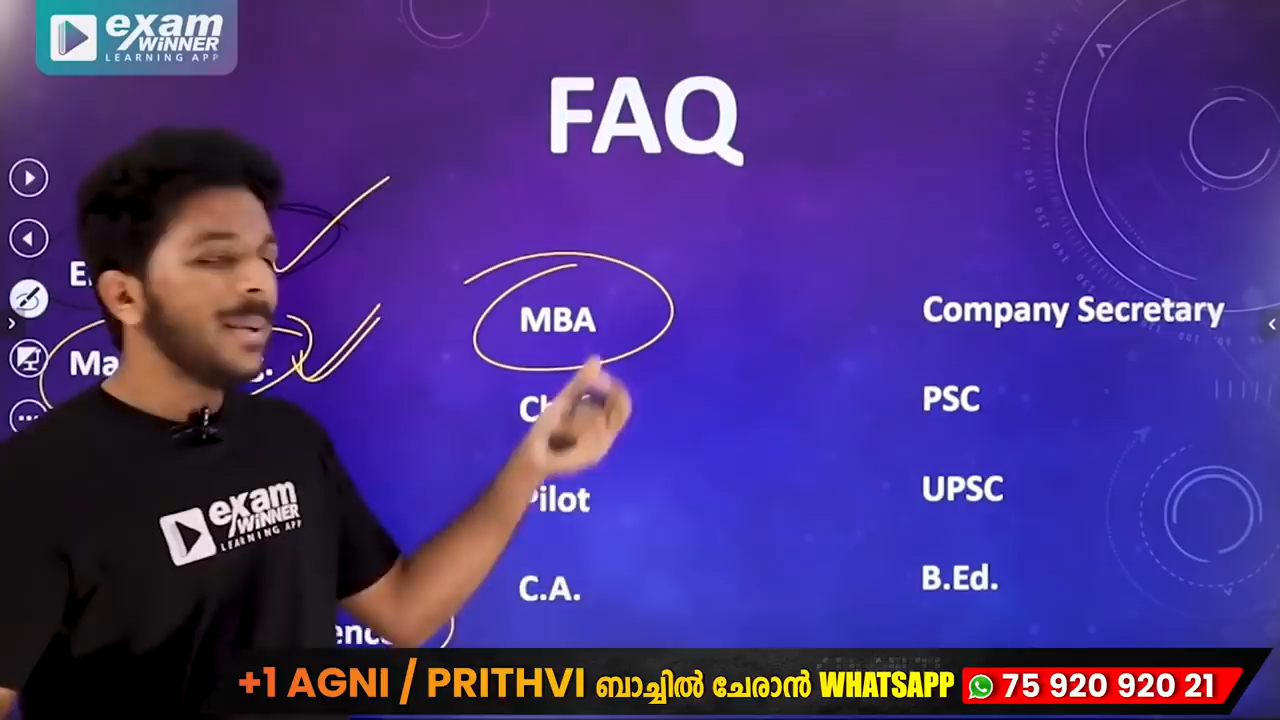 exam
WiNNER
LEARNING APP
FAQ
MBA
Pilot
C.A.
Company Secretary
PSC
UPSC
B.Ed.
exam
WiNNER
LEARNING APP
+1 AGNI / PRITHVI ബാച്ചിൽ ചേരാൻ WHATSAPP 75 920 920 21